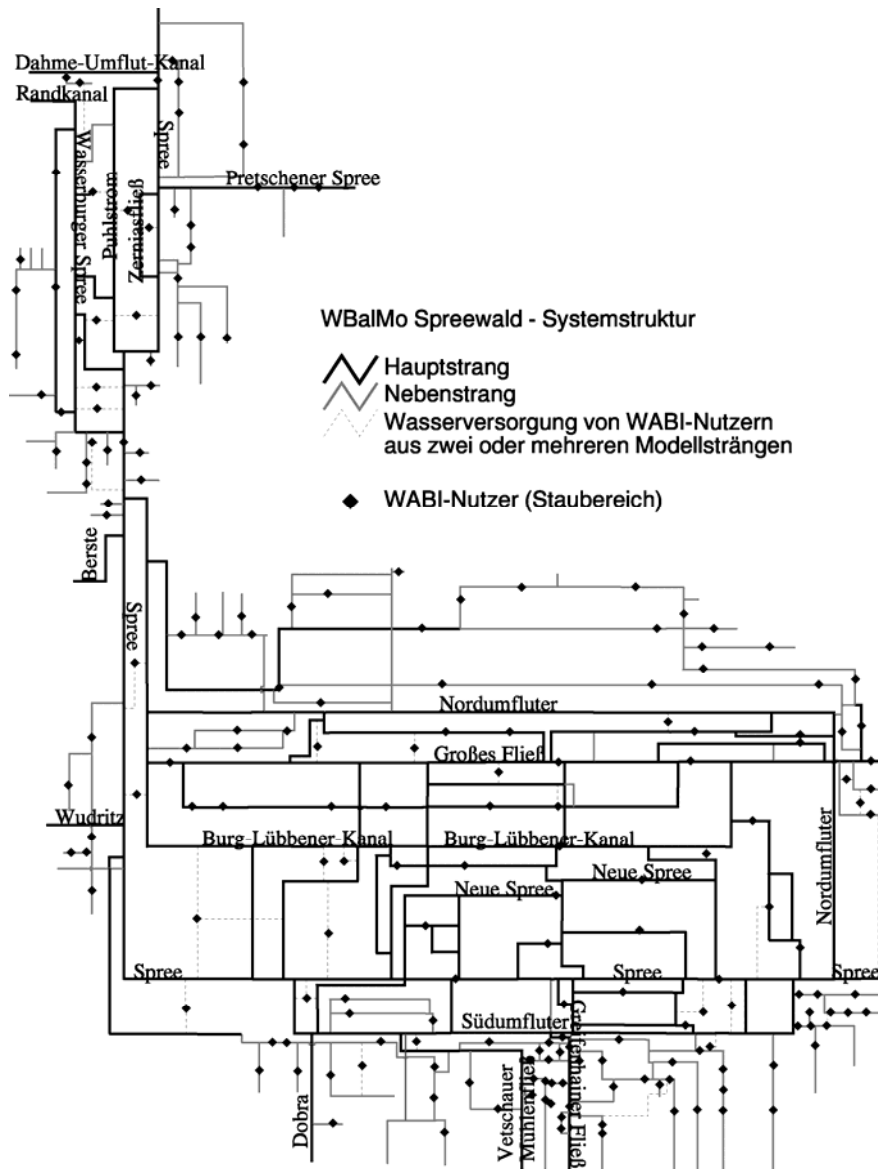 Dahme-Umflut-Kanal
Randkanal
Spree
Wasserburger Spree
Puhlstrom
Zerniasfließ
Pretschener Spree
WBalMo Spreewald - Systemstruktur
Hauptstrang
Nebenstrang
Wasserversorgung von WABI-Nutzern
aus zwei oder mehreren Modellsträngen
WABI-Nutzer (Staubereich)
Berste
Spree
Nordumfluter
Großes Fließ
Wudritz
Burg-Lübbener-Kanal
Burg-Lübbener-Kanal
Nordumfluter
Neue Spree
Neue Spree
Spree
Spree
Spree
Südumfluter
Greifenhainer Fließ
Dobra
Vetschauer
Mühlenfließ